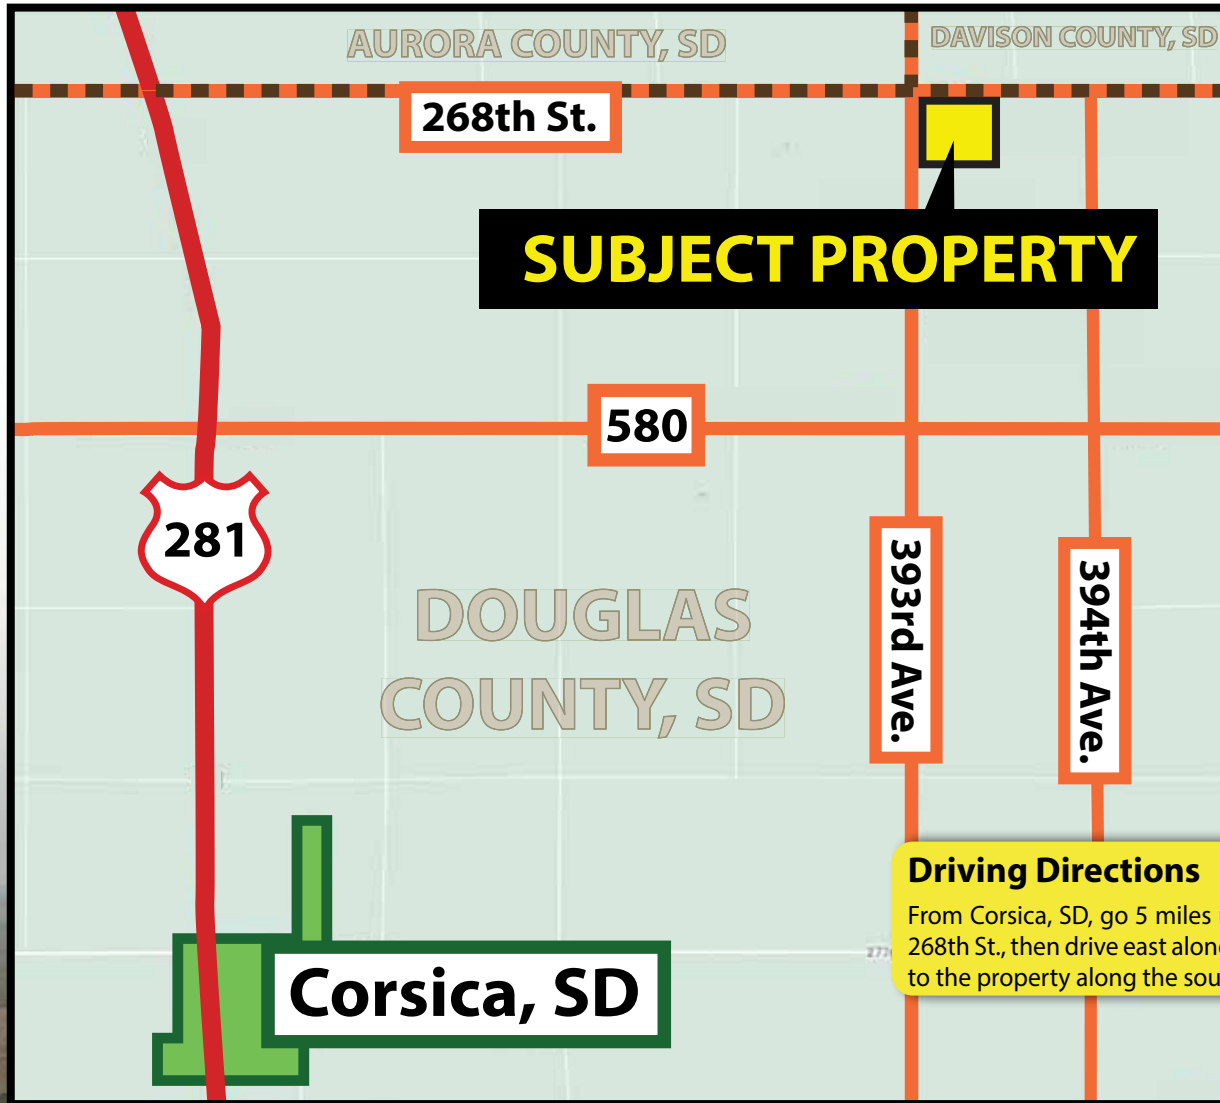 AURORA COUNTY, SD
DAVISON COUNTY, SD
268th St.
SUBJECT PROPERTY
580
281
393rd Ave.
394th Ave.
DOUGLAS
COUNTY, SD
Driving Directions
From Corsica, SD, go 5 miles
268th St., then drive east along
to the property along the sou
Corsica, SD